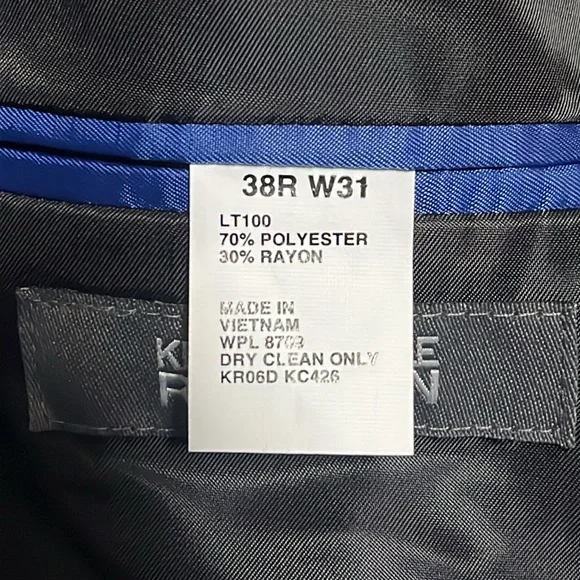 38R W31
LT100
70% POLYESTER
30% RAYON
MADE IN
VIETNAM
WPL 8703
DRY CLEAN ONLY
KR06D KC426